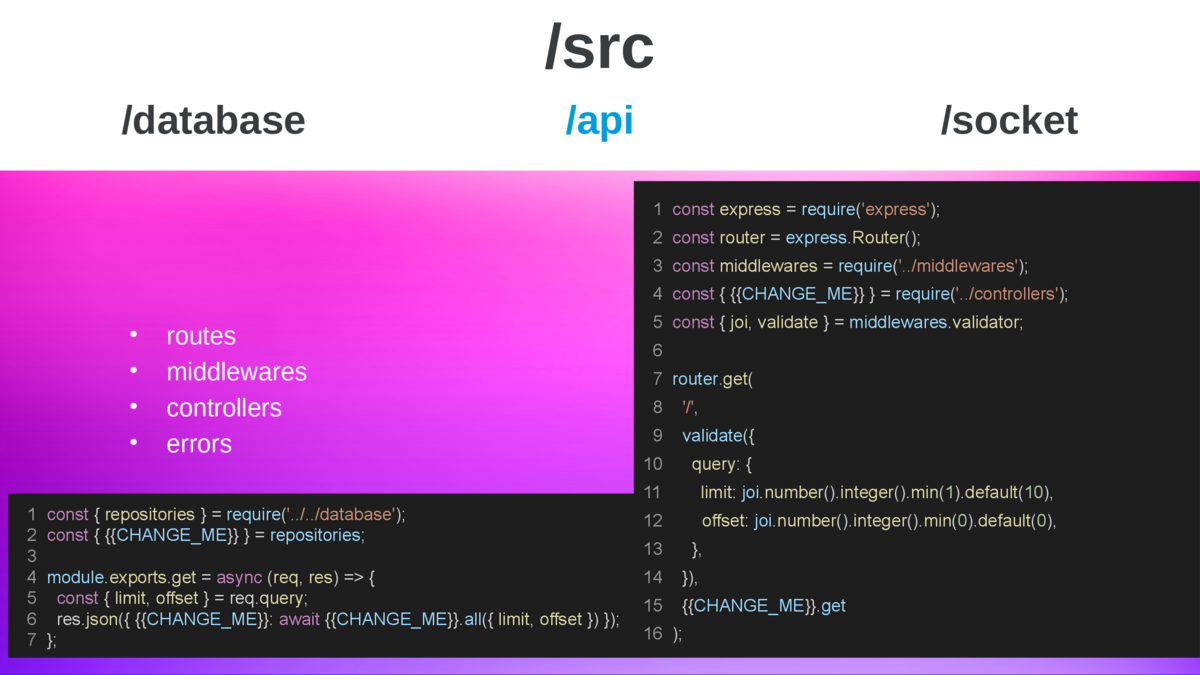 /src
/database /api /socket
• routes
• middlewares
• controllers
• errors
1 const { repositories } = require('../../database');
2 const { {{CHANGE_ME}} } = repositories;
3
4 module.exports.get = async (req, res) => {
5   const { limit, offset } = req.query;
6   res.json({ {{CHANGE_ME}}: await {{CHANGE_ME}}.all({ limit, offset }) });
7 };
1 const express = require('express');
2 const router = express.Router();
3 const middlewares = require('../middlewares');
4 const { {{CHANGE_ME}} } = require('../controllers');
5 const { joi, validate } = middlewares.validator;
6
7 router.get(
8   '/',
9   validate({
10     query: {
11       limit: joi.number().integer().min(1).default(10),
12       offset: joi.number().integer().min(0).default(0),
13     },
14   }),
15   {{CHANGE_ME}}.get
16 );